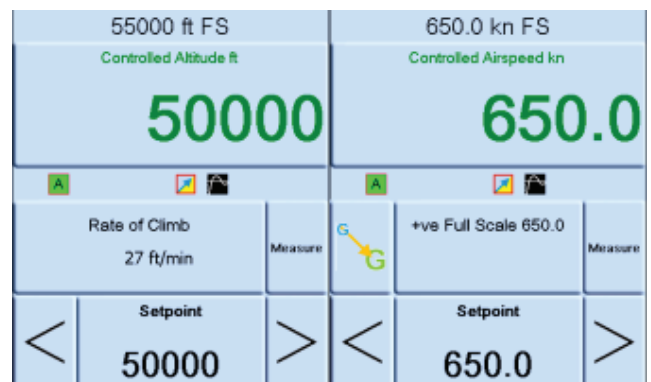 55000 ft FS
Controlled Altitude ft
50000
A
Rate of Climb
27 ft/min
Measure
<
Setpoint
50000
>
650.0 kn FS
Controlled Airspeed kn
650.0
A
G
G
+ve Full Scale 650.0
Measure
<
Setpoint
650.0
>